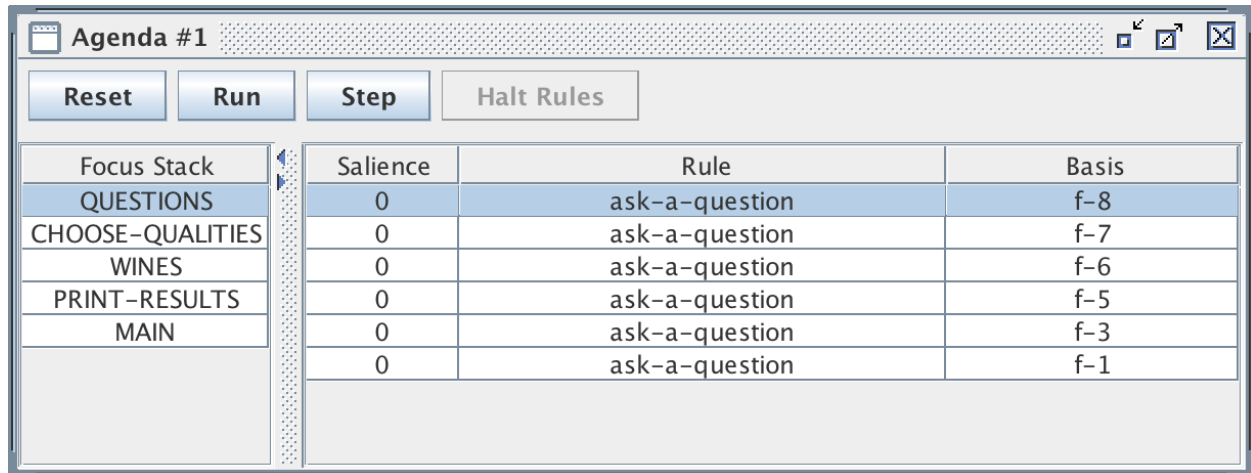 Agenda #1
Reset Run Step Halt Rules
Focus Stack Salience Rule Basis
QUESTIONS 0 ask-a-question f-8
CHOOSE-QUALITIES 0 ask-a-question f-7
WINES 0 ask-a-question f-6
PRINT-RESULTS 0 ask-a-question f-5
MAIN 0 ask-a-question f-3
0 ask-a-question f-1